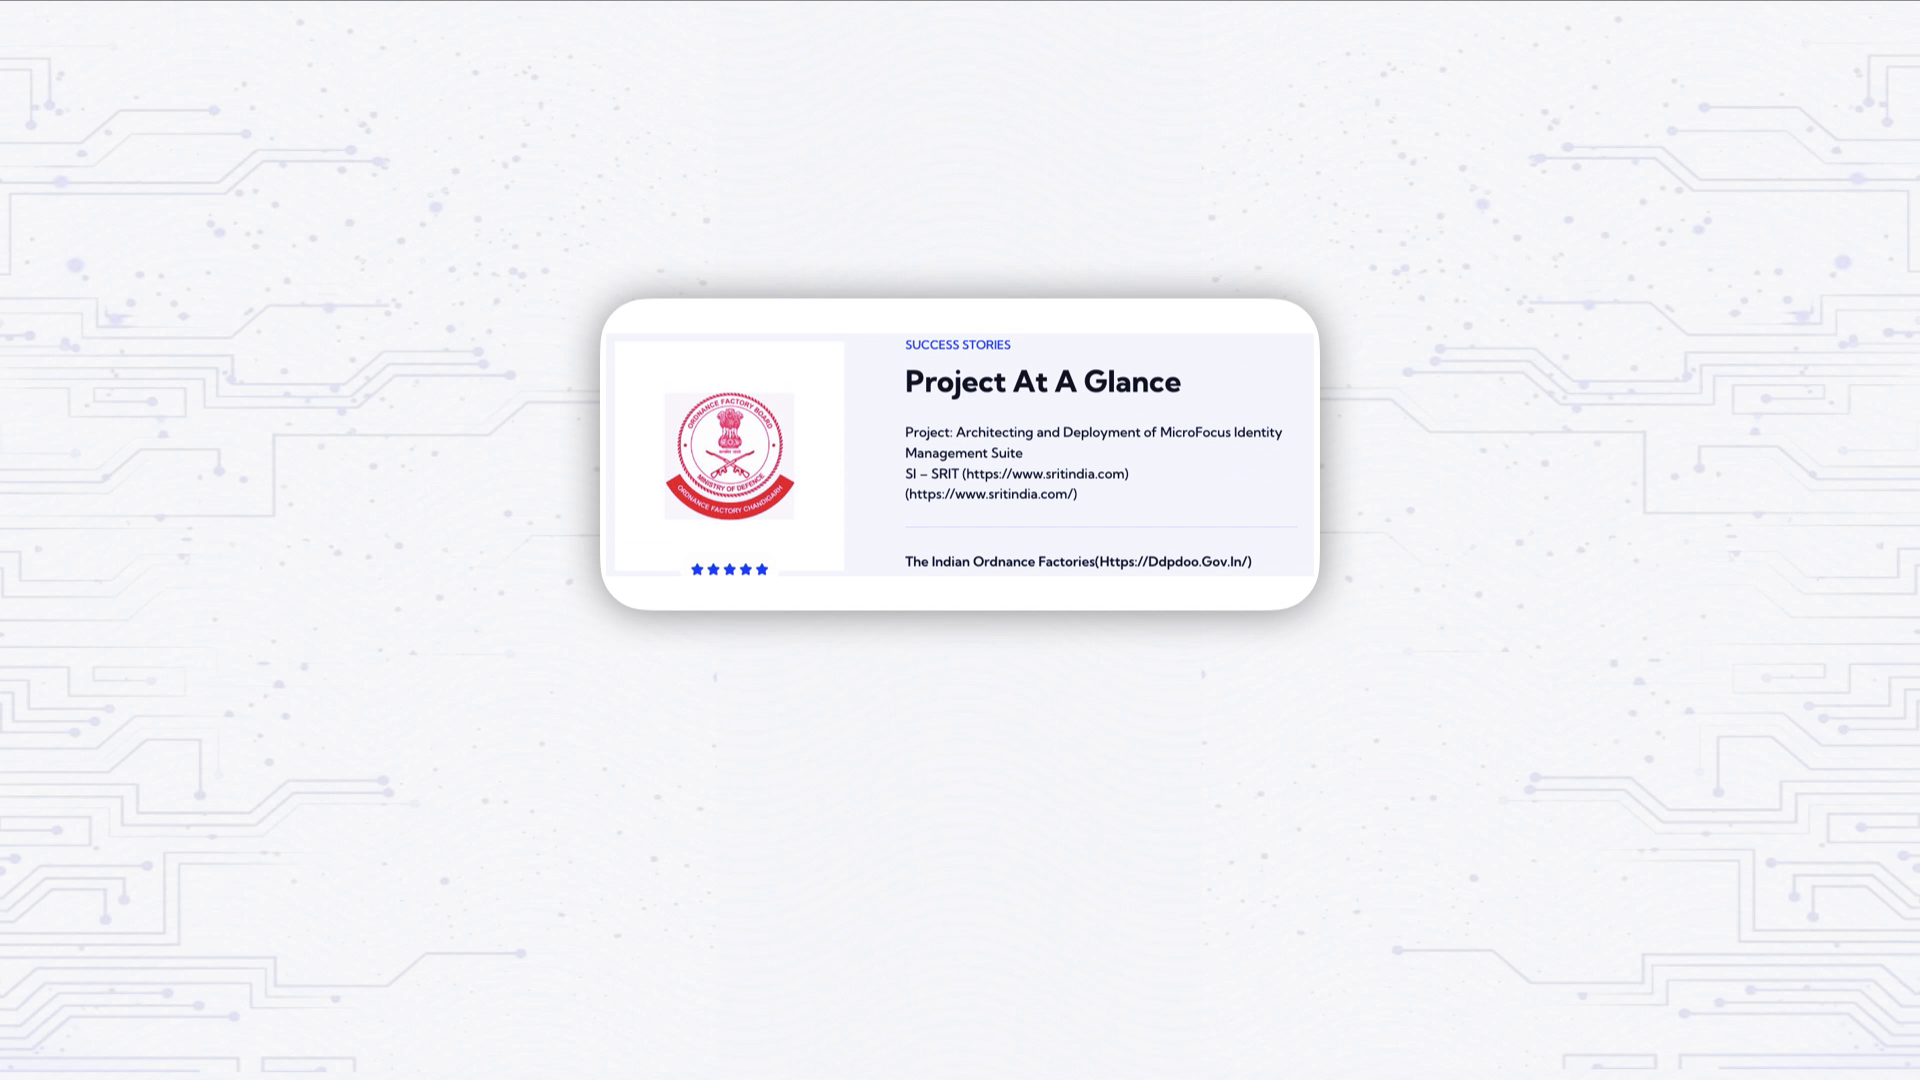 ORDNANCE FACTORY BOARD
MINISTRY OF DEFENCE
ORDNANCE FACTORY CHANDIGARH
SUCCESS STORIES
Project At A Glance
Project: Architecting and Deployment of MicroFocus Identity
Management Suite
SI – SRIT (https://www.sritindia.com)
(https://www.sritindia.com/)
The Indian Ordnance Factories(Https://Ddpdoo.Gov.In/)